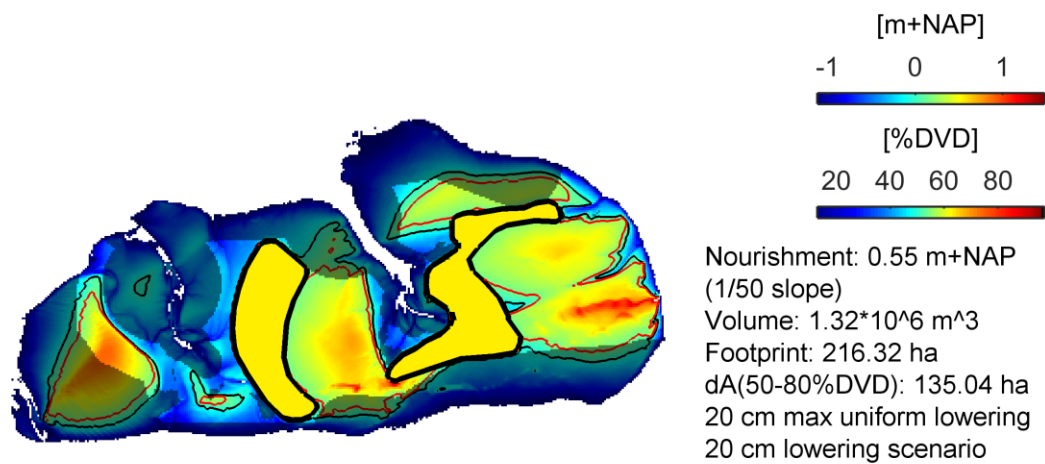 [m+NAP]
-1 0 1
[%DVD]
20 40 60 80
Nourishment: 0.55 m+NAP
(1/50 slope)
Volume: 1.32*10^6 m^3
Footprint: 216.32 ha
dA(50-80%DVD): 135.04 ha
20 cm max uniform lowering
20 cm lowering scenario